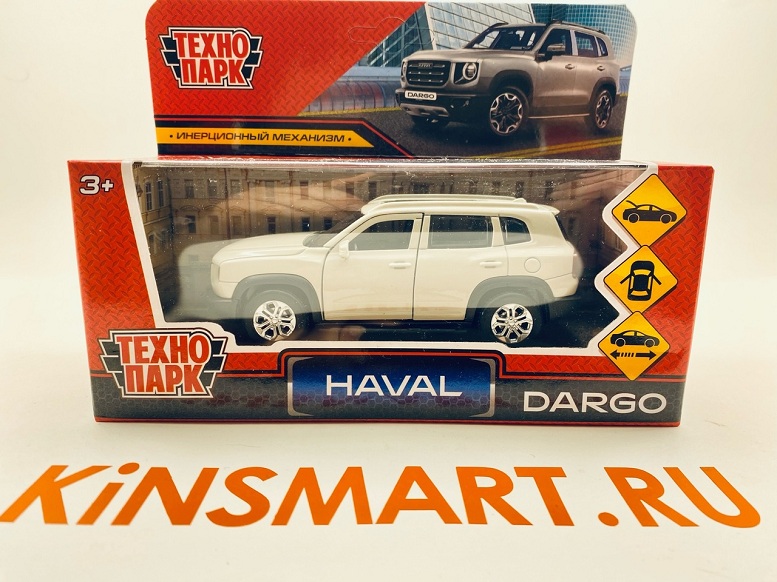 ТЕХНО
ПАРК
DARGO
• ИНЕРЦИОННЫЙ МЕХАНИЗМ •
3+
ТЕХНО
ПАРК
HAVAL
DARGO
KiNSMART.RU